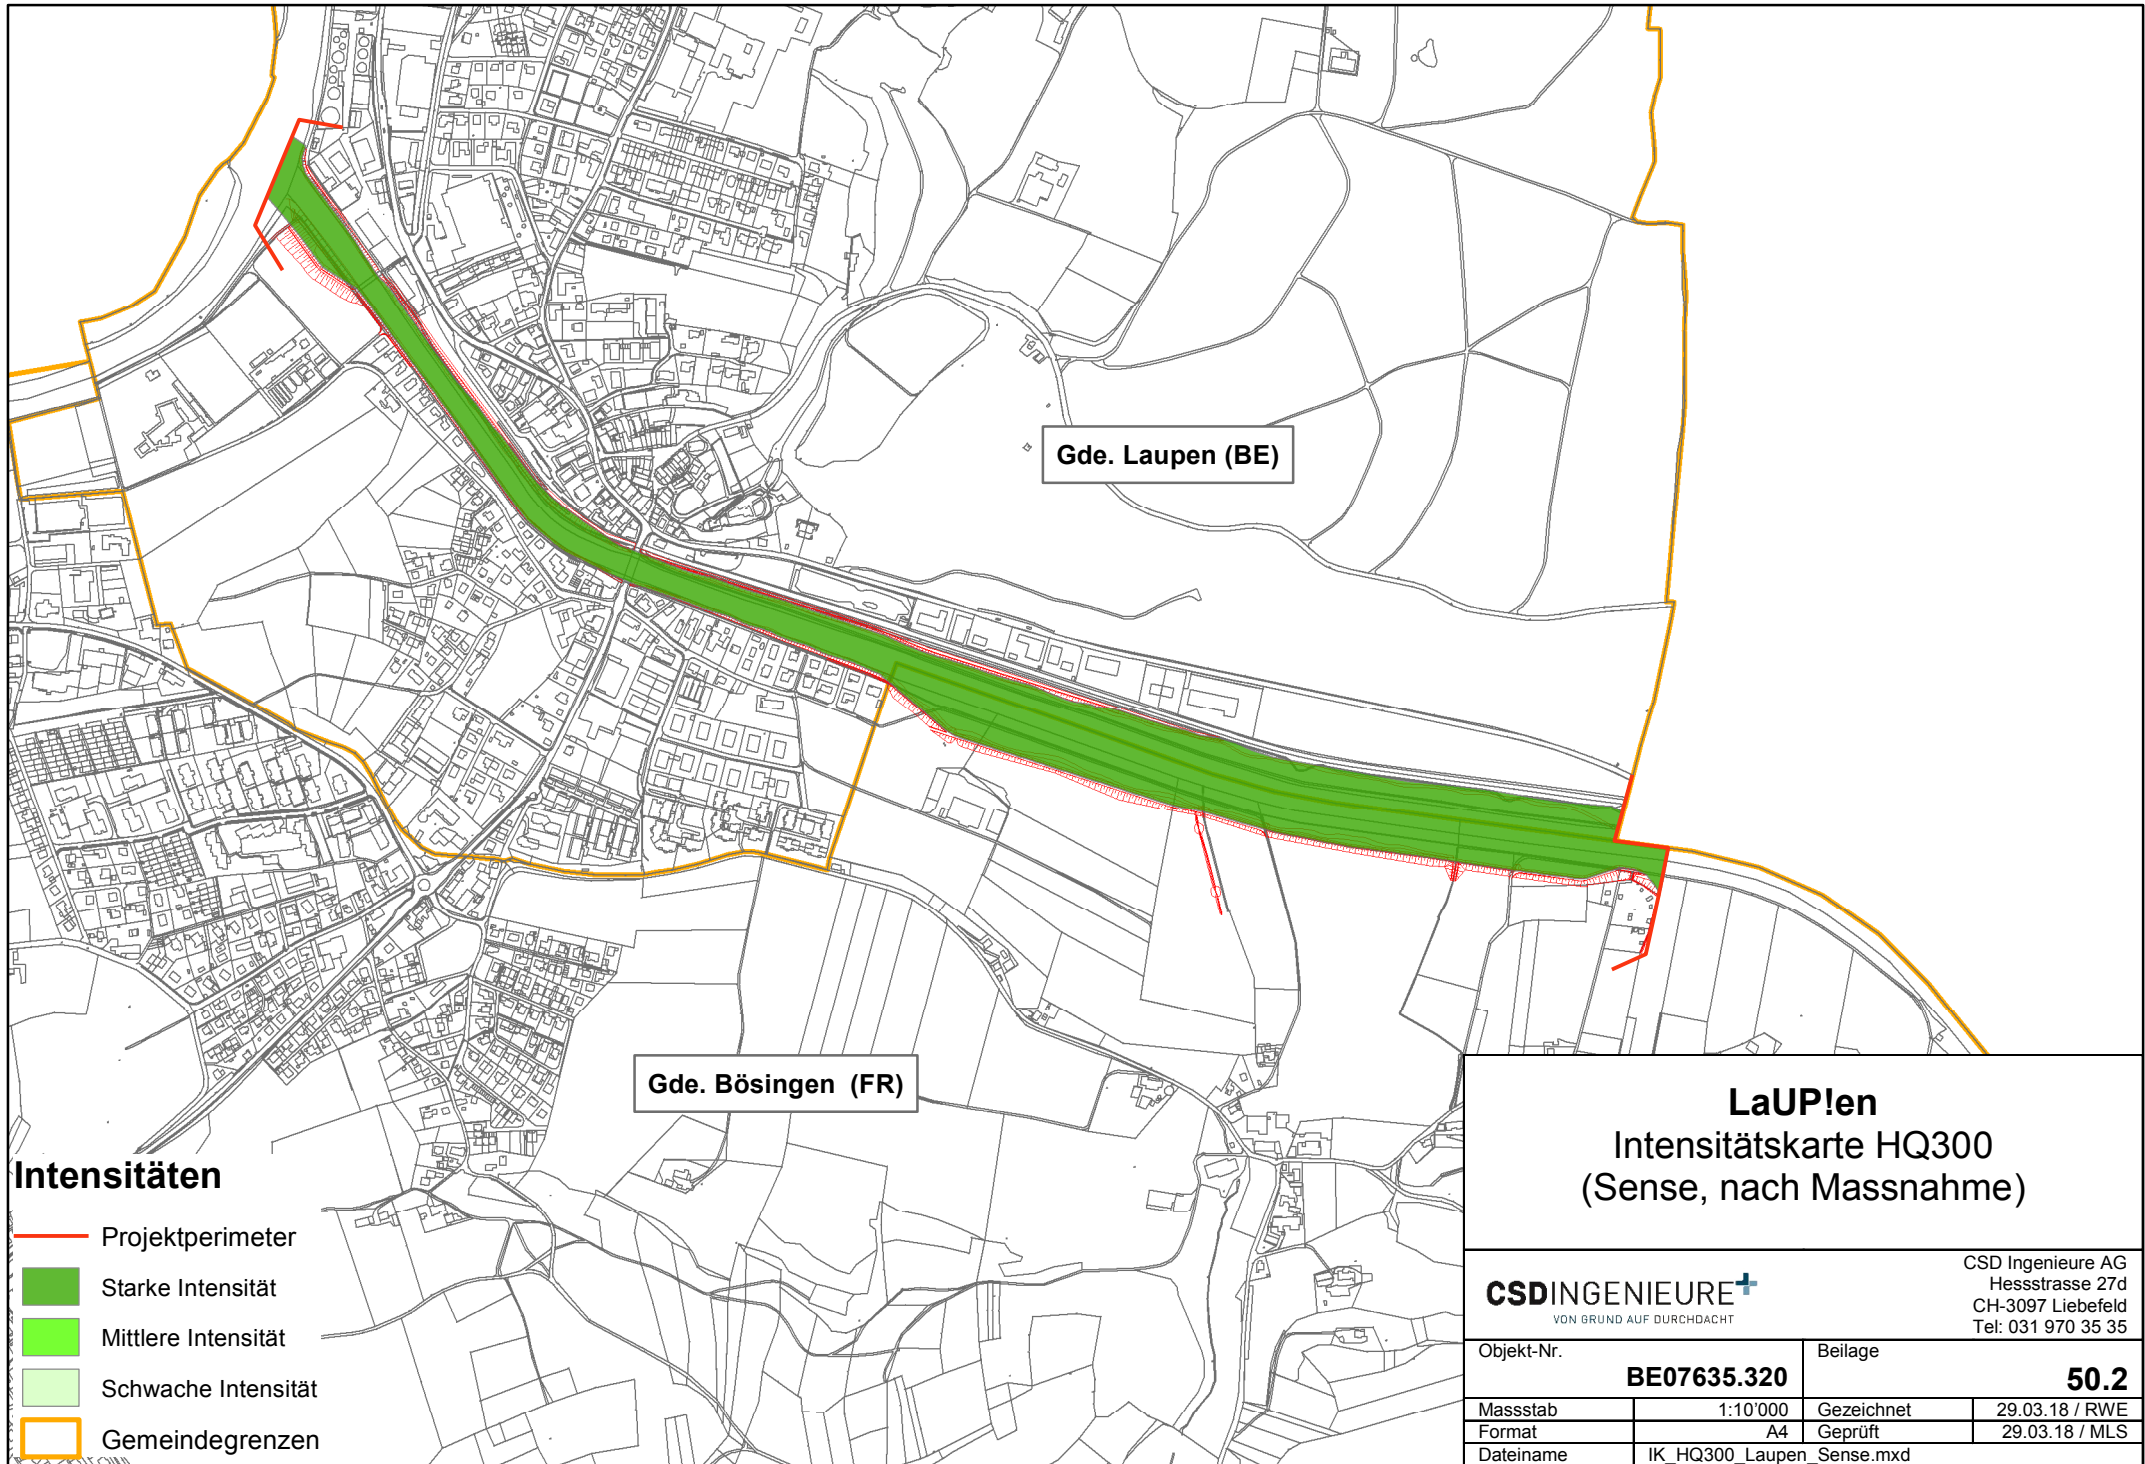 Gde. Laupen (BE)
Gde. Bösingen (FR)
Intensitäten
Projektperimeter
Starke Intensität
Mittlere Intensität
Schwache Intensität
Gemeindegrenzen
LaUP!en
Intensitätskarte HQ300
(Sense, nach Massnahme)
CSDINGENIEURE+
VON GRUND AUF DURCHDACHT
CSD Ingenieure AG
Hessstrasse 27d
CH-3097 Liebefeld
Tel: 031 970 35 35
Objekt-Nr. BE07635.320 Beilage 50.2
Massstab 1:10'000 Gezeichnet 29.03.18 / RWE
Format A4 Geprüft 29.03.18 / MLS
Dateiname IK_HQ300_Laupen_Sense.mxd